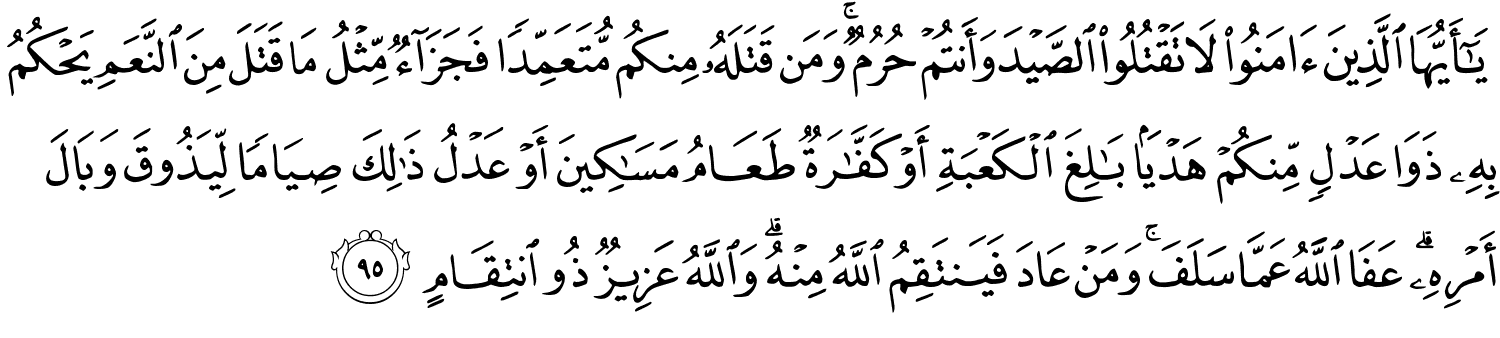 يَـٰٓأَيُّهَا ٱلَّذِينَ ءَامَنُوا۟ لَا تَقْتُلُوا۟ ٱلصَّيْدَ وَأَنتُمْ حُرُمٌ ۚ وَمَن قَتَلَهُۥ مِنكُم مُّتَعَمِّدًا فَجَزَآءٌ مِّثْلُ مَا قَتَلَ مِنَ ٱلنَّعَمِ يَحْكُمُ
بِهِۦ ذَوَا عَدْلٍ مِّنكُمْ هَدْيًۢا بَـٰلِغَ ٱلْكَعْبَةِ أَوْ كَفَّـٰرَةٌ طَعَامُ مَسَـٰكِينَ أَوْ عَدْلُ ذَٰلِكَ صِيَامًا لِّيَذُوقَ وَبَالَ
أَمْرِهِۦ ۗ عَفَا ٱللَّهُ عَمَّا سَلَفَ ۚ وَمَنْ عَادَ فَيَنتَقِمُ ٱللَّهُ مِنْهُ ۗ وَٱللَّهُ عَزِيزٌ ذُو ٱنتِقَامٍ ٩٥